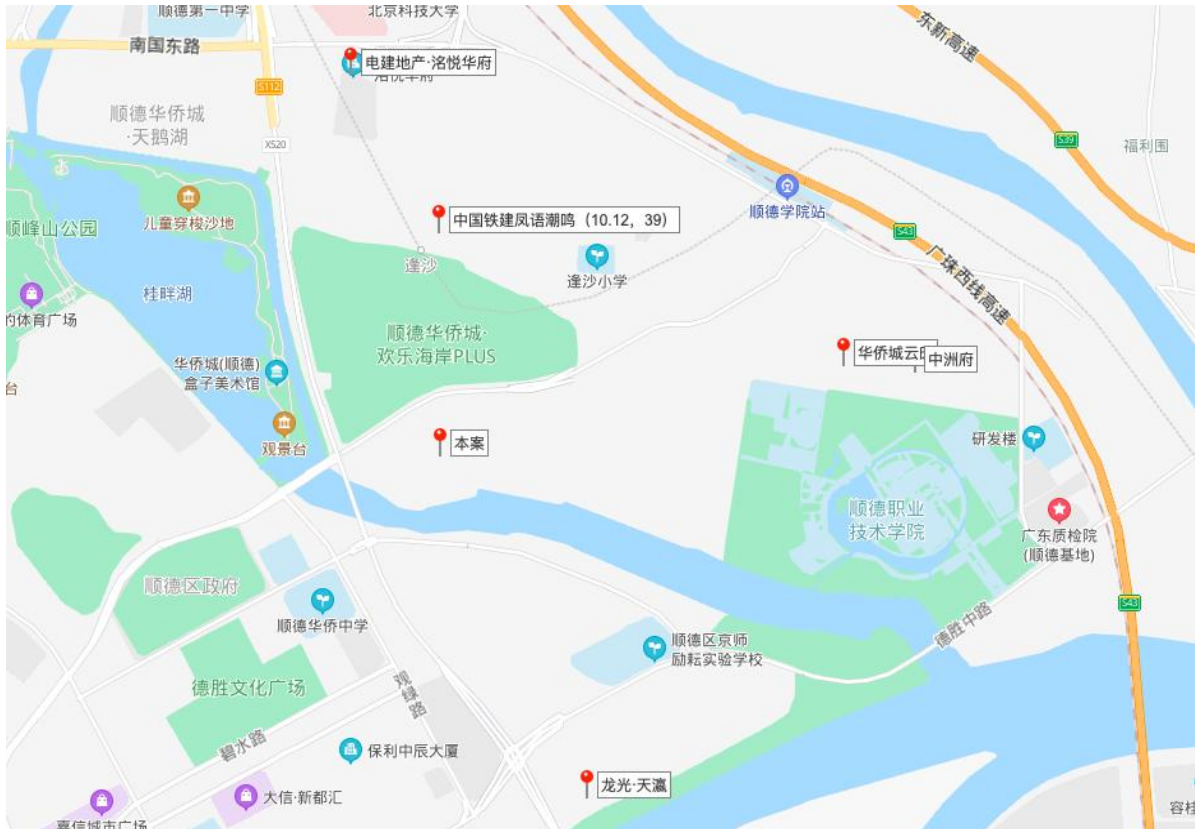 顺德第一中学
北京科技大学
南国东路
电建地产·洺悦华府
洺悦华府
东新高速
S112
顺德华侨城
·天鹅湖
X520
S39
福利围
儿童穿梭沙地
顺峰山公园
中国铁建凤语潮鸣（10.12，39）
顺德学院站
S43
逢沙
逢沙小学
广珠西线高速
桂畔湖
的体育广场
顺德华侨城·
欢乐海岸PLUS
华侨城云
中洲府
华侨城(顺德)
盒子美术馆
台
观景台
本案
研发楼
顺德职业
技术学院
广东质检院
(顺德基地)
顺德区政府
S43
顺德华侨中学
德胜中路
顺德区京师
励耘实验学校
德胜文化广场
观绿路
碧水路
保利中辰大厦
龙光·天瀛
大信·新都汇
嘉信城市广场
容桂